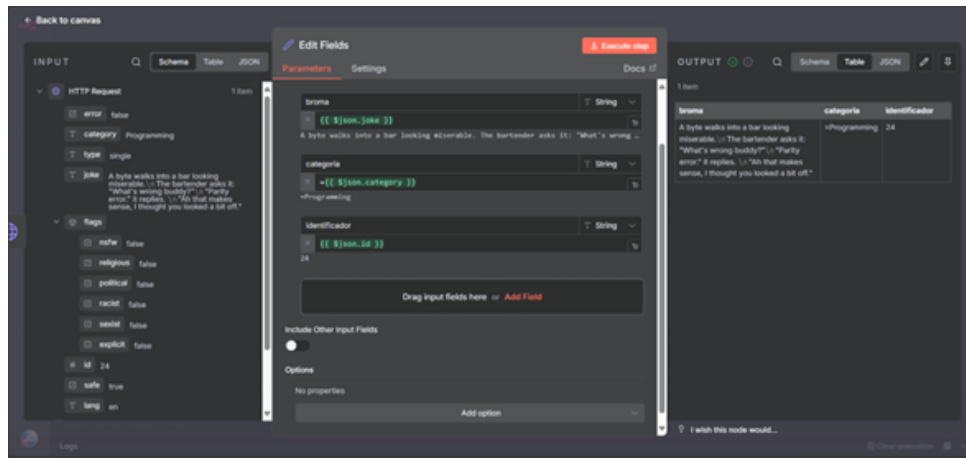 ← Back to canvas
INPUT
Schema Table JSON
HTTP Request 1 item
error false
category Programming
type single
joke A byte walks into a bar looking
miserable.\nThe bartender asks it:
"What's wrong buddy?"\n"Parity
error." it replies. \n"Ah that makes
sense, I thought you looked a bit off."
flags
nsfw false
religious false
political false
racist false
sexist false
explicit false
id 24
safe true
lang en
Logs
Edit Fields
Execute step
Parameters Settings Docs
broma String
= {{ $json.joke }}
A byte walks into a bar looking miserable. The bartender asks it: "What's wrong …
categoria String
= ={{ $json.category }}
=Programming
identificador String
= {{ $json.id }}
24
Drag input fields here or Add Field
Include Other Input Fields
Options
No properties
Add option
OUTPUT
Schema Table JSON
1 item
broma categoria identificador
A byte walks into a bar looking =Programming 24
miserable.\nThe bartender asks it:
"What's wrong buddy?"\n"Parity
error." it replies. \n"Ah that makes
sense, I thought you looked a bit off."
I wish this node would...
Clear execution